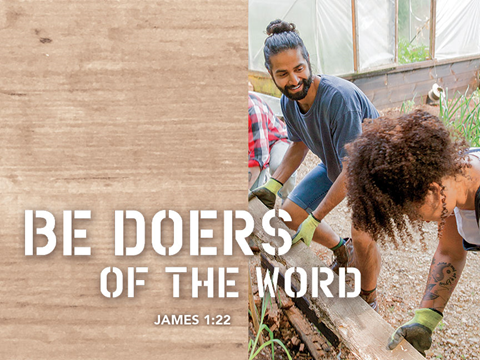 BE DOERS
OF THE WORD
JAMES 1:22